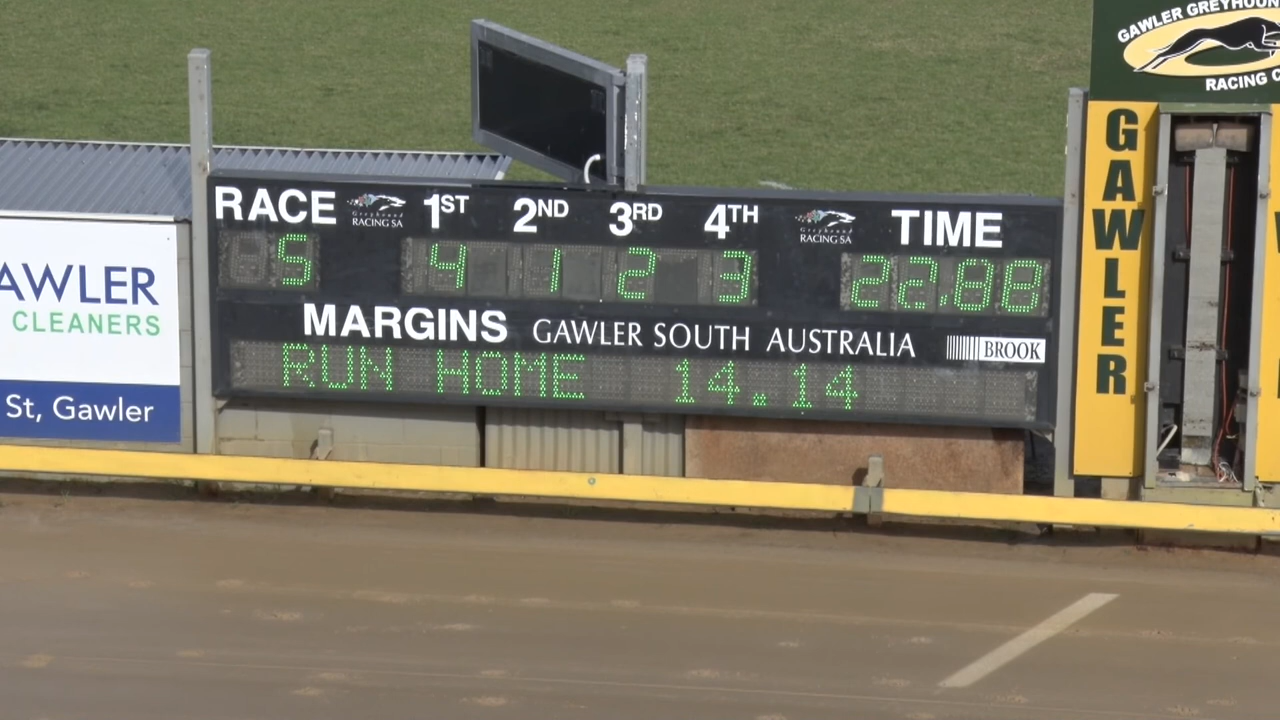 GAWLER GREYHOUN
RACING C
GAWLER
RACE 1ST 2ND 3RD 4TH TIME
Greyhound
RACING SA
Greyhound
RACING SA
5 4 1 2 3 22.88
MARGINS GAWLER SOUTH AUSTRALIA BROOK
RUN HOME 14.14
AWLER
CLEANERS
St, Gawler